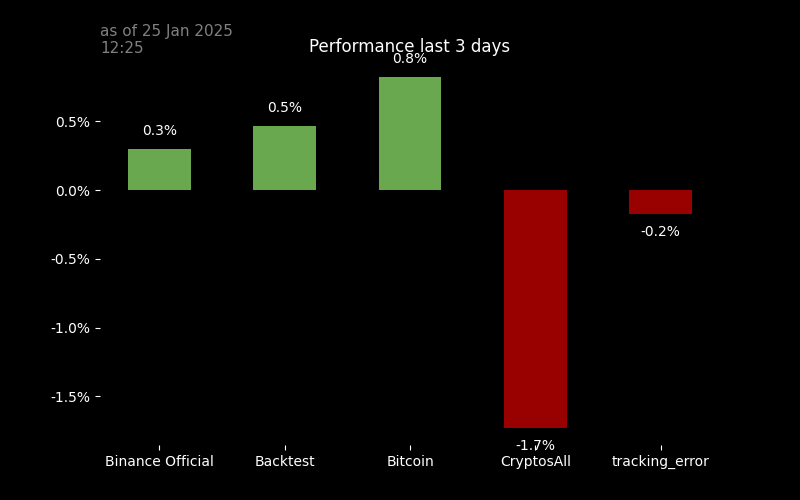 as of 25 Jan 2025
12:25
Performance last 3 days
0.8%
0.5%
0.5%
0.3%
0.0%
-0.2%
-0.5%
-1.0%
-1.5%
-1.7%
Binance Official
Backtest
Bitcoin
CryptosAll
tracking_error